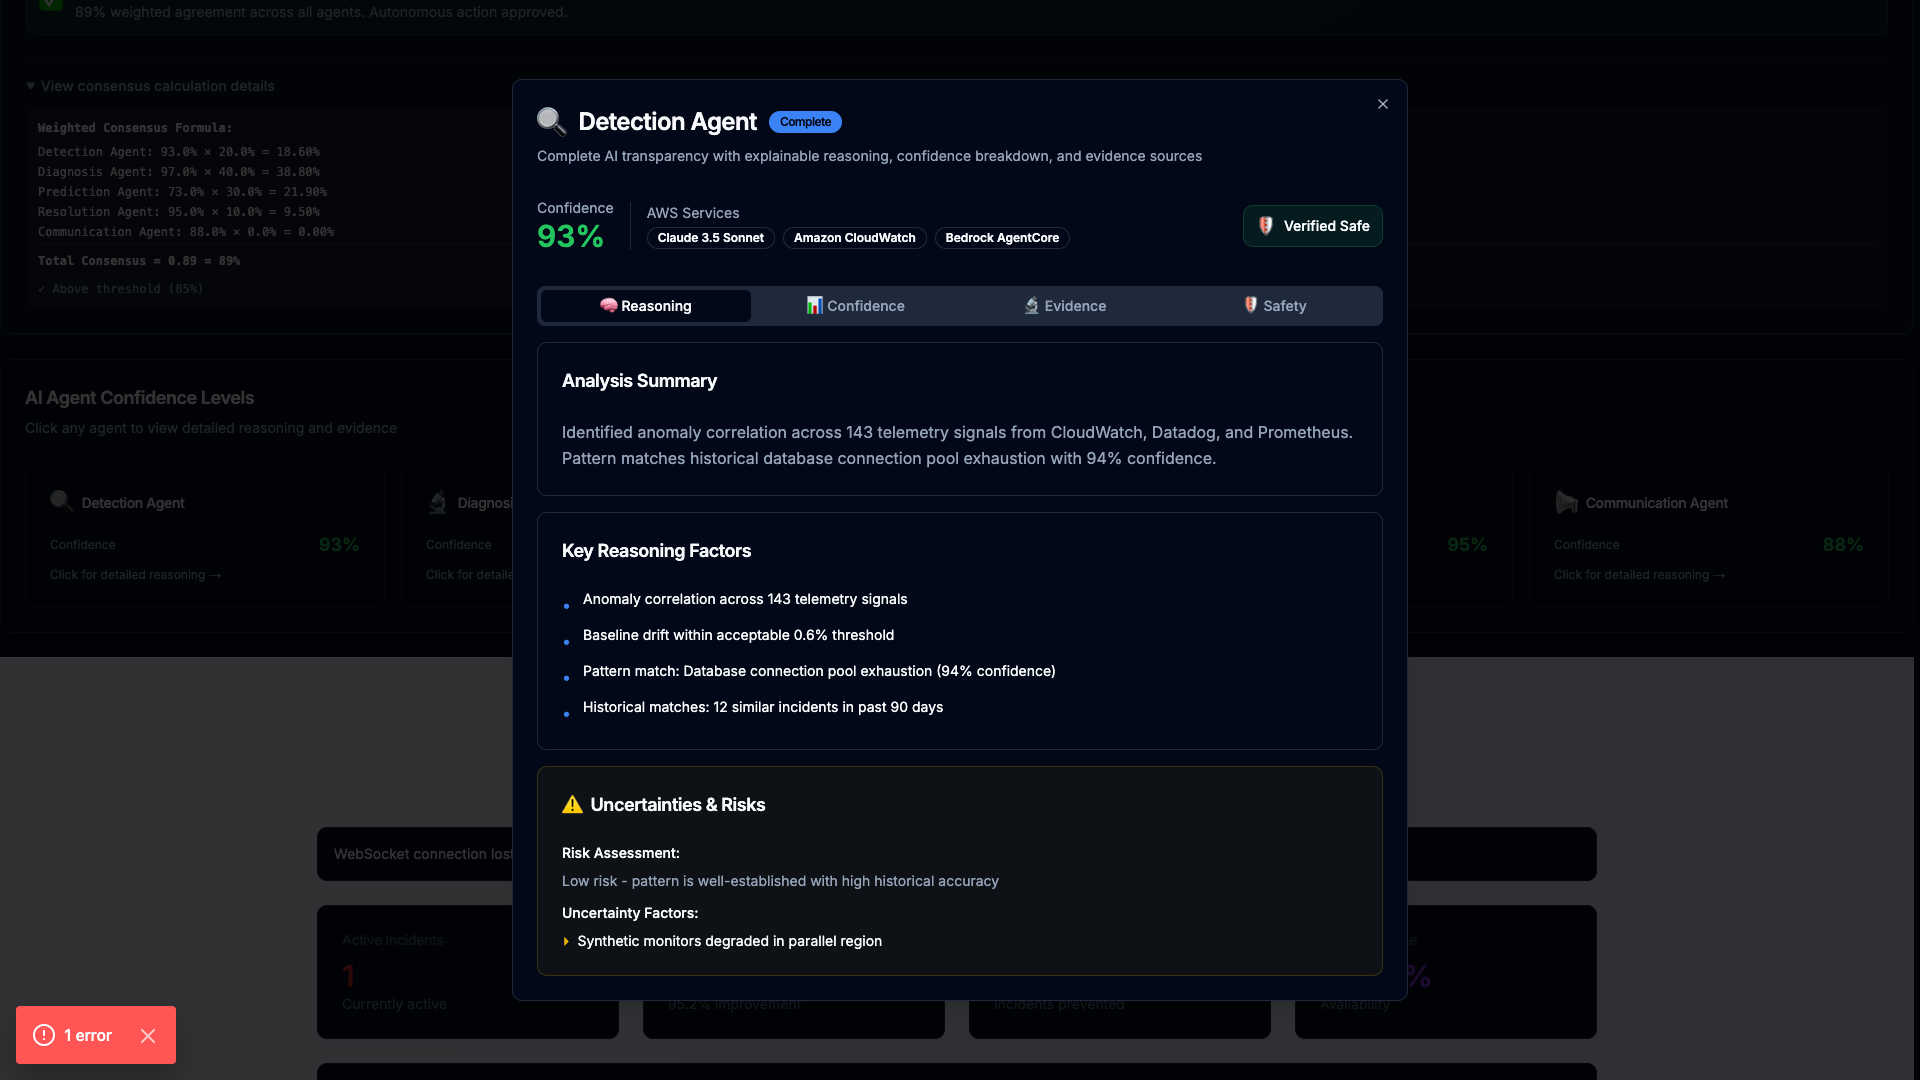 89% weighted agreement across all agents. Autonomous action approved.
▼ View consensus calculation details
Weighted Consensus Formula:
Detection Agent: 93.0% × 20.0% = 18.60%
Diagnosis Agent: 97.0% × 40.0% = 38.80%
Prediction Agent: 73.0% × 30.0% = 21.90%
Resolution Agent: 95.0% × 10.0% = 9.50%
Communication Agent: 88.0% × 0.0% = 0.00%
Total Consensus = 0.89 = 89%
✓ Above threshold (85%)
AI Agent Confidence Levels
Click any agent to view detailed reasoning and evidence
Detection Agent
Confidence
93%
Click for detailed reasoning →
Diagnosi
Confidence
Click for detaile
95%
Communication Agent
Confidence
88%
Click for detailed reasoning →
Detection Agent
Complete
Complete AI transparency with explainable reasoning, confidence breakdown, and evidence sources
Confidence
93%
AWS Services
Claude 3.5 Sonnet
Amazon CloudWatch
Bedrock AgentCore
Verified Safe
Reasoning
Confidence
Evidence
Safety
Analysis Summary
Identified anomaly correlation across 143 telemetry signals from CloudWatch, Datadog, and Prometheus.
Pattern matches historical database connection pool exhaustion with 94% confidence.
Key Reasoning Factors
Anomaly correlation across 143 telemetry signals
Baseline drift within acceptable 0.6% threshold
Pattern match: Database connection pool exhaustion (94% confidence)
Historical matches: 12 similar incidents in past 90 days
Uncertainties & Risks
Risk Assessment:
Low risk - pattern is well-established with high historical accuracy
Uncertainty Factors:
Synthetic monitors degraded in parallel region
WebSocket connection lost
Active Incidents
1
Currently active
95.2% improvement
Incidents prevented
e
%
Availability
1 error